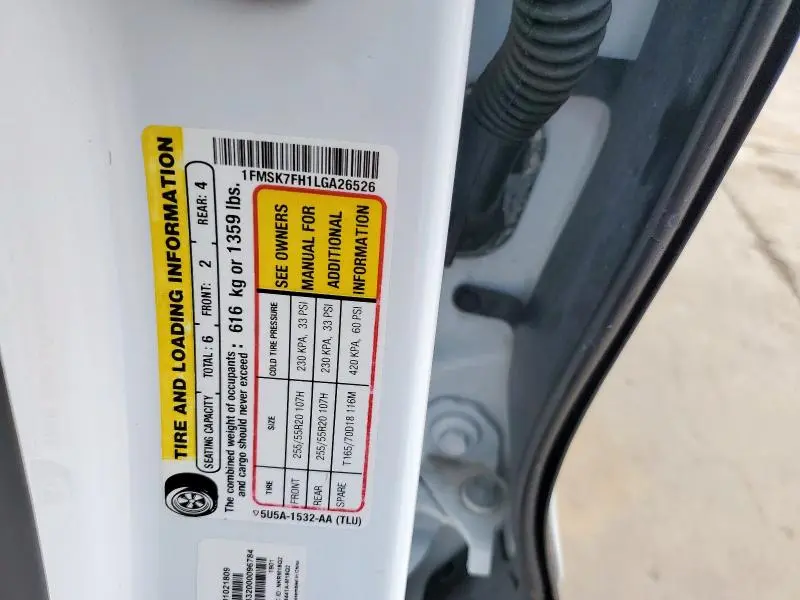 TIRE AND LOADING INFORMATION
SEATING CAPACITY TOTAL: 6 FRONT: 2 REAR: 4
The combined weight of occupants
and cargo should never exceed : 616 kg or 1359 lbs.
TIRE SIZE COLD TIRE PRESSURE
FRONT 255/55R20 107H 230 KPA, 33 PSI
REAR 255/55R20 107H 230 KPA, 33 PSI
SPARE T165/70D18 116M 420 KPA, 60 PSI
SEE OWNERS
MANUAL FOR
ADDITIONAL
INFORMATION
5U5A-1532-AA (TLU)
1FMSK7FH1LGA26526
1021809
32000096784